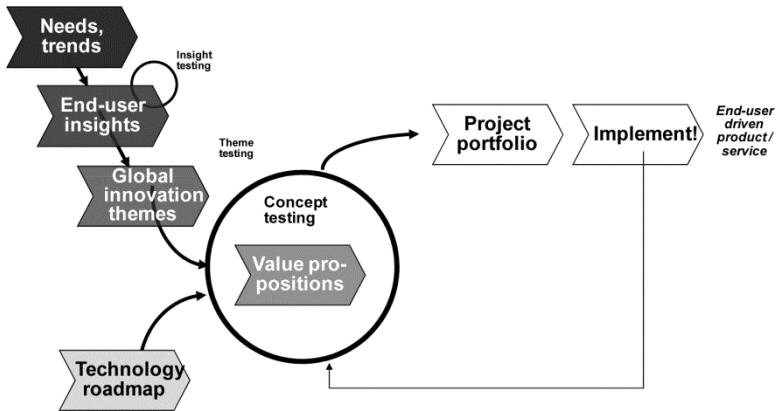 Needs,
trends
Insight
testing
End-user
insights
Theme
testing
Global
innovation
themes
Concept
testing
Value pro-
positions
Technology
roadmap
Project
portfolio
Implement!
End-user
driven
product /
service